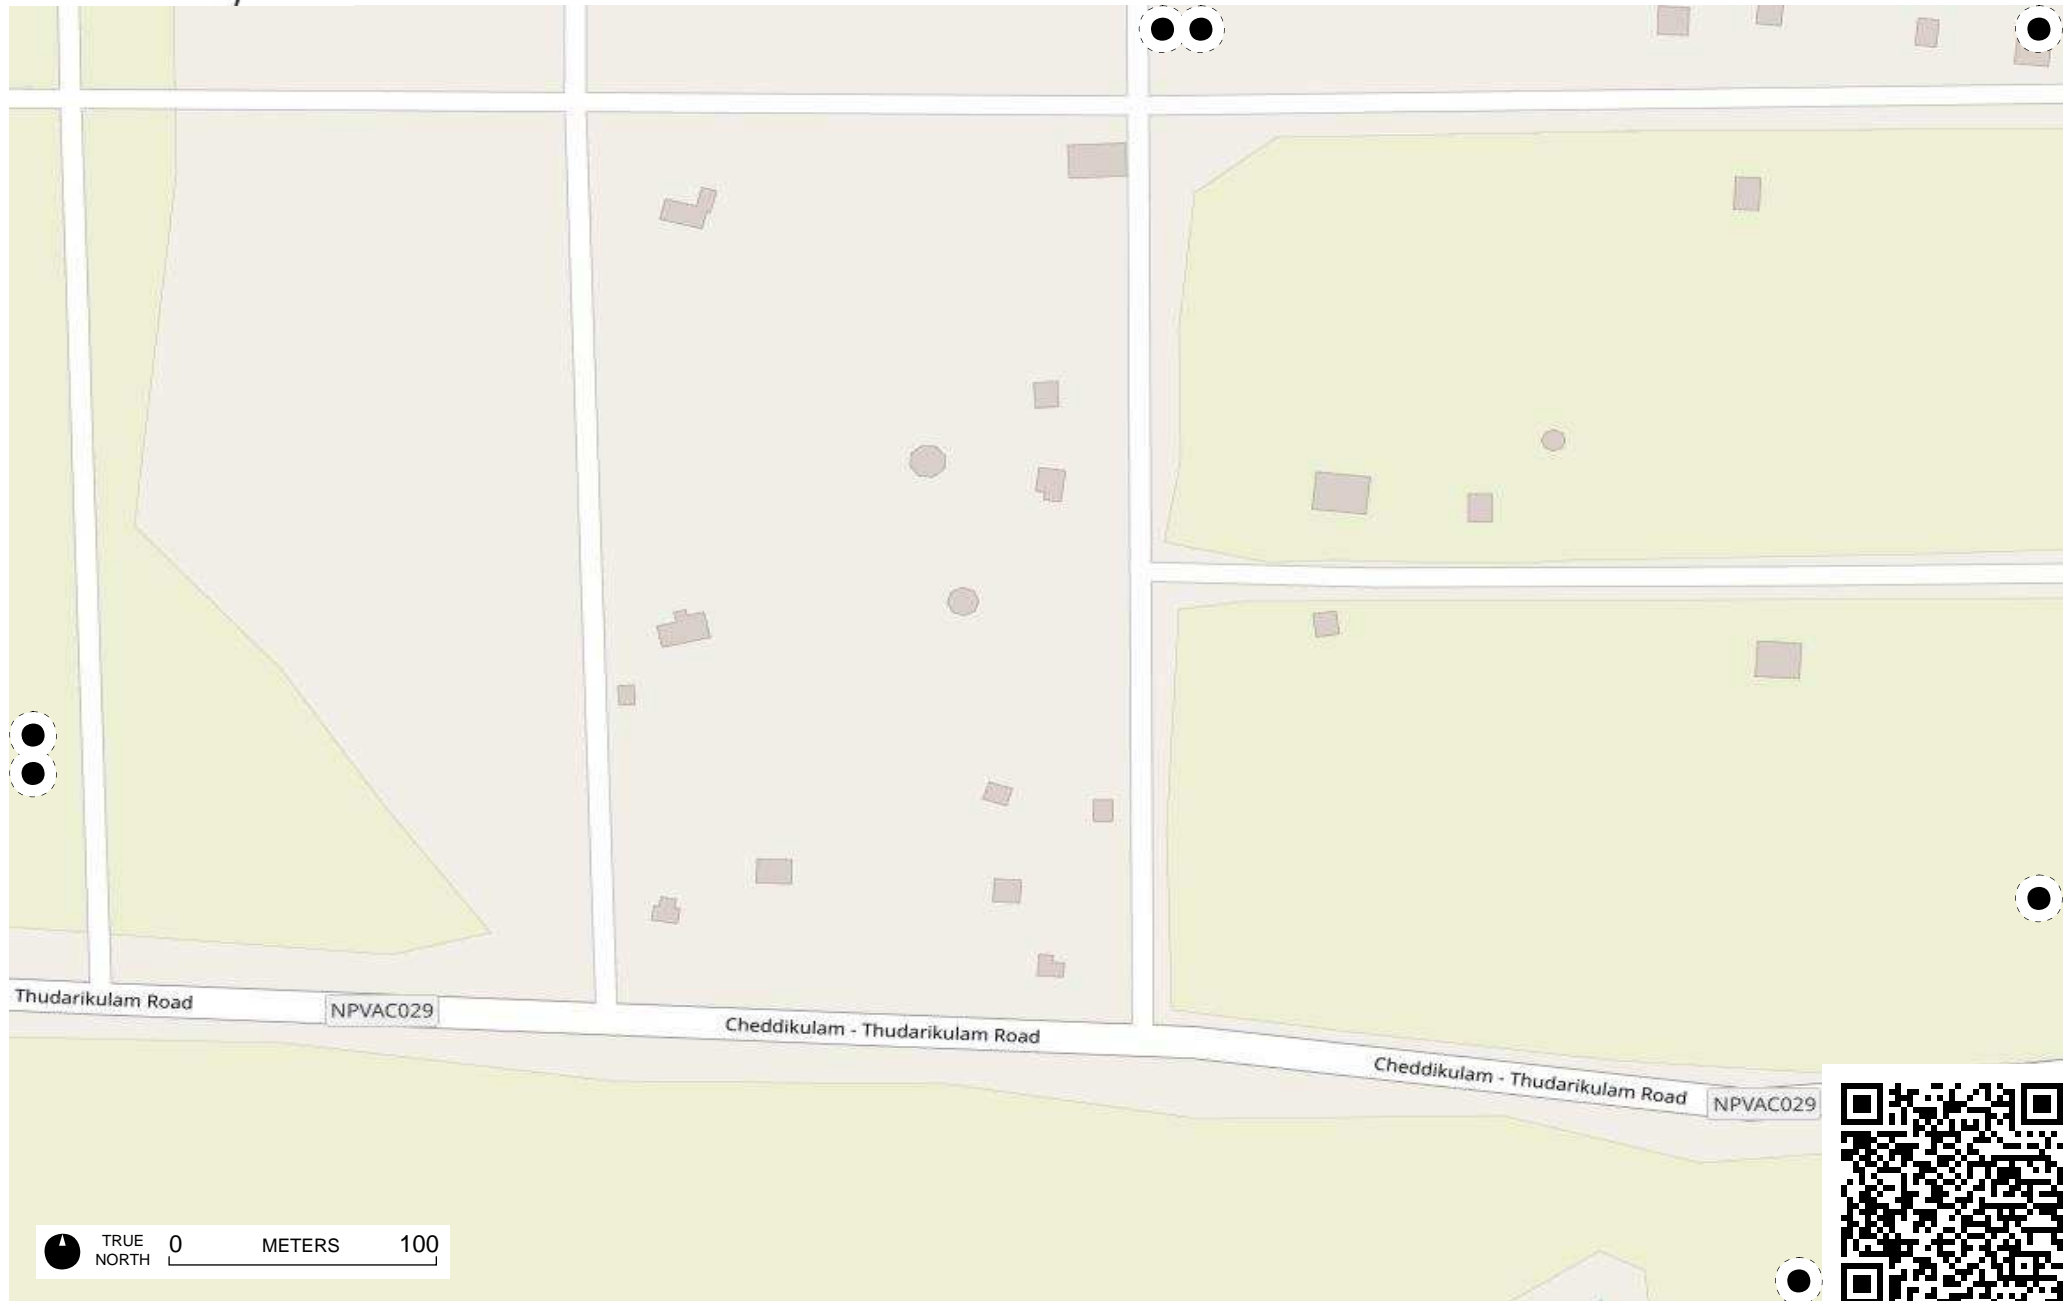 Thudarikulam Road
NPVAC029
Cheddikulam - Thudarikulam Road
Cheddikulam - Thudarikulam Road
NPVAC029
TRUE
NORTH
0 METERS 100